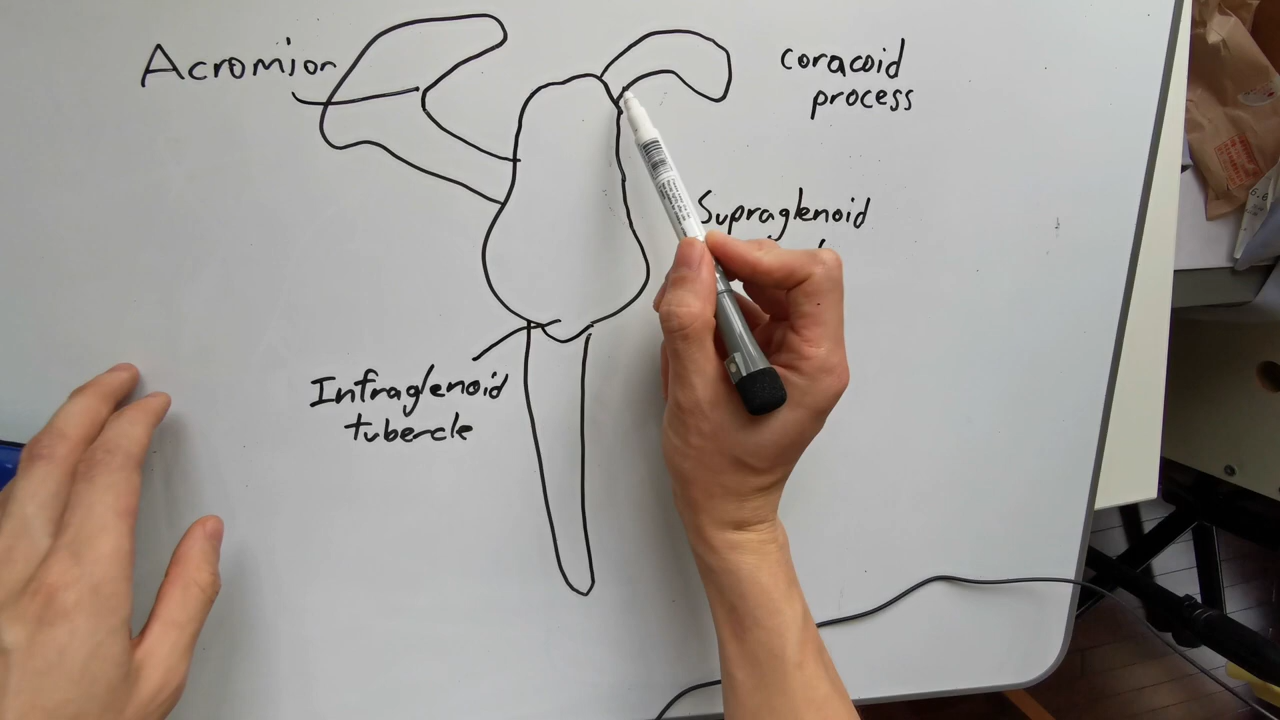 Acromion
coracoid
process
Supraglenoid
Infraglenoid
tubercle